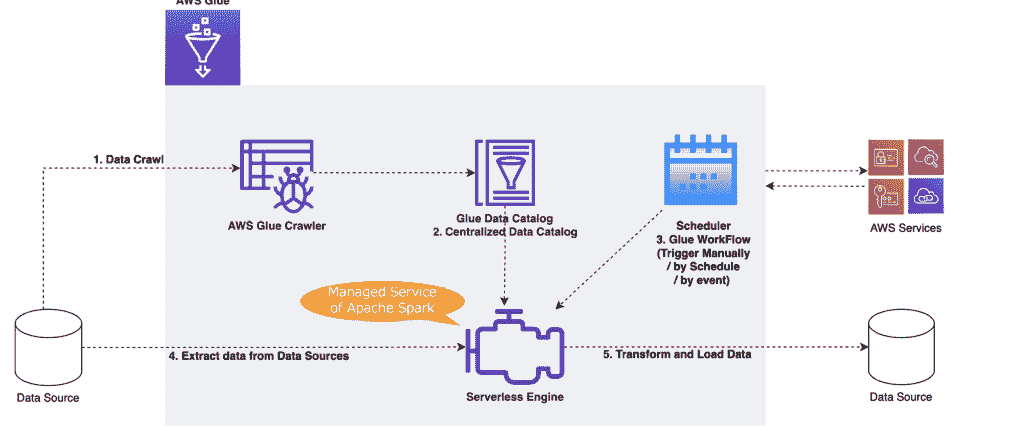 AWS Glue
1. Data Crawl
AWS Glue Crawler
Glue Data Catalog
2. Centralized Data Catalog
Scheduler
3. Glue WorkFlow
(Trigger Manually
/ by Schedule
/ by event)
AWS Services
Managed Service
of Apache Spark
4. Extract data from Data Sources
5. Transform and Load Data
Data Source
Serverless Engine
Data Source